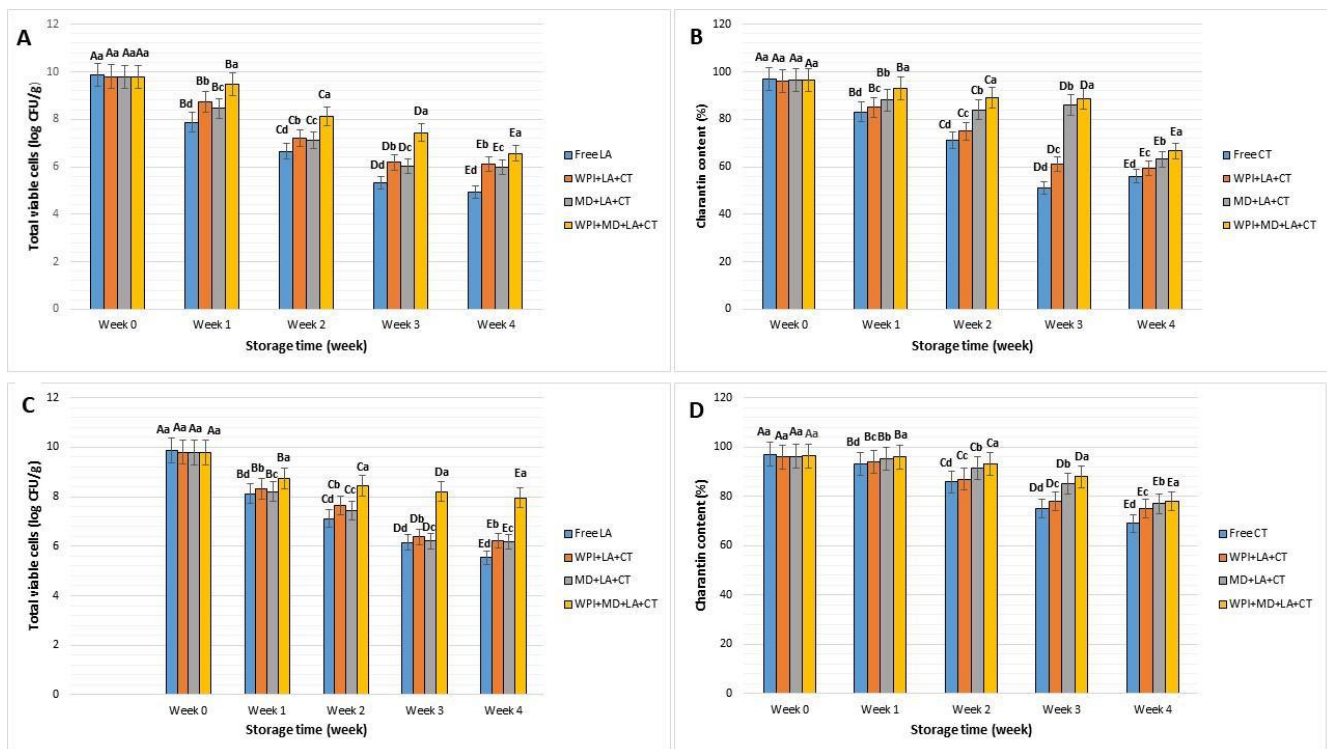 A
Total viable cells (log CFU/g)
12
10
8
6
4
2
0
Aa Aa AaAa
Bd Bb Bc Ba
Cd Cb Cc Ca
Dd Db Dc Da
Ed Eb Ec Ea
Week 0 Week 1 Week 2 Week 3 Week 4
Storage time (week)
Free LA
WPI+LA+CT
MD+LA+CT
WPI+MD+LA+CT
B
Charantin content (%)
120
100
80
60
40
20
0
Aa Aa Aa Aa
Bd Bc Bb Ba
Cd Cc Cb Ca
Dd Dc Db Da
Ed Ec Eb Ea
Week 0 Week 1 Week 2 Week 3 Week 4
Storage time (week)
Free CT
WPI+LA+CT
MD+LA+CT
WPI+MD+LA+CT
C
Total viable cells (log CFU/g)
12
10
8
6
4
2
0
Aa Aa Aa Aa
Bd Bb Bc Ba
Cd Cb Cc Ca
Dd Db Dc Da
Ed Eb Ec Ea
Week 0 Week 1 Week 2 Week 3 Week 4
Storage time (week)
Free LA
WPI+LA+CT
MD+LA+CT
WPI+MD+LA+CT
D
Charantin content (%)
120
100
80
60
40
20
0
Aa Aa Aa Aa
Bd Bc Bb Ba
Cd Cc Cb Ca
Dd Dc Db Da
Ed Ec Eb Ea
Week 0 Week 1 Week 2 Week 3 Week 4
Storage time (week)
Free CT
WPI+LA+CT
MD+LA+CT
WPI+MD+LA+CT